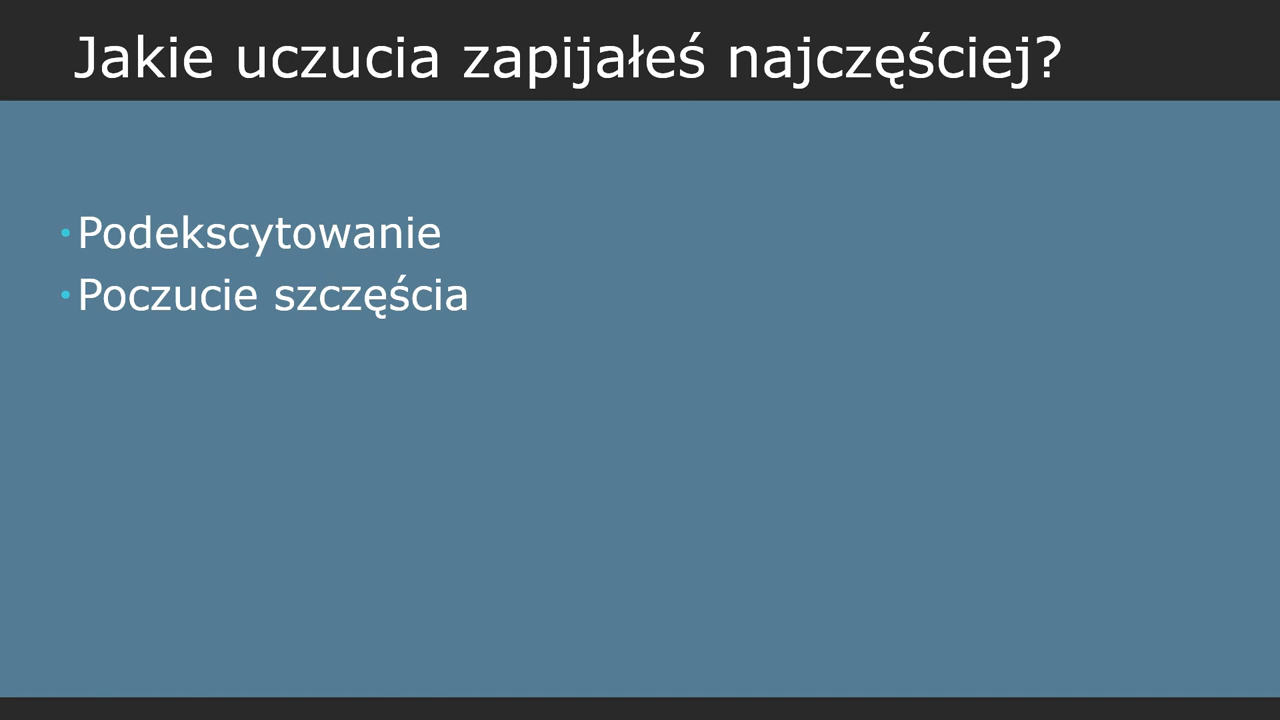 Jakie uczucia zapijałeś najczęściej?
• Podekscytowanie
• Poczucie szczęścia